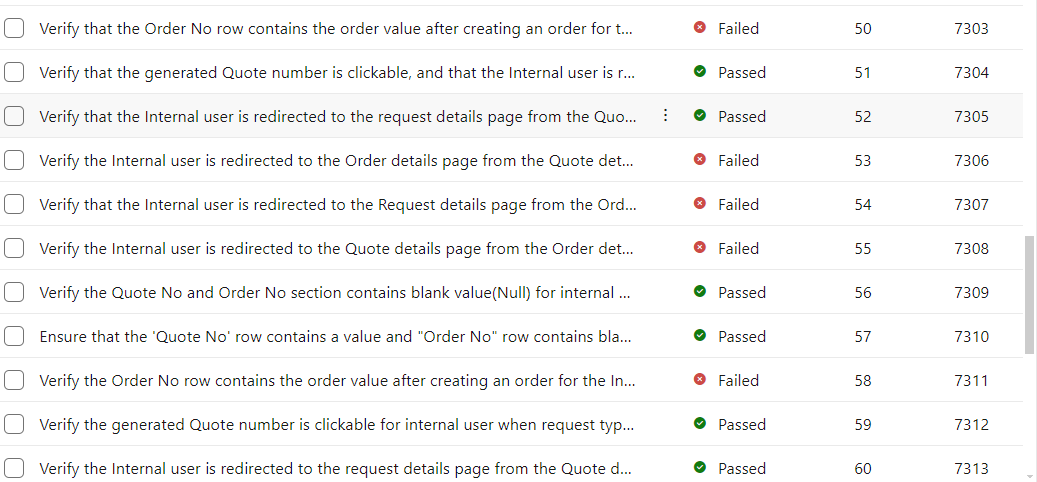 Verify that the Order No row contains the order value after creating an order for t... Failed 50 7303
Verify that the generated Quote number is clickable, and that the Internal user is r... Passed 51 7304
Verify that the Internal user is redirected to the request details page from the Quo... Passed 52 7305
Verify the Internal user is redirected to the Order details page from the Quote det... Failed 53 7306
Verify that the Internal user is redirected to the Request details page from the Ord... Failed 54 7307
Verify the Internal user is redirected to the Quote details page from the Order det... Failed 55 7308
Verify the Quote No and Order No section contains blank value(Null) for internal ... Passed 56 7309
Ensure that the 'Quote No' row contains a value and "Order No" row contains bla... Passed 57 7310
Verify the Order No row contains the order value after creating an order for the In... Failed 58 7311
Verify the generated Quote number is clickable for internal user when request typ... Passed 59 7312
Verify the Internal user is redirected to the request details page from the Quote d... Passed 60 7313